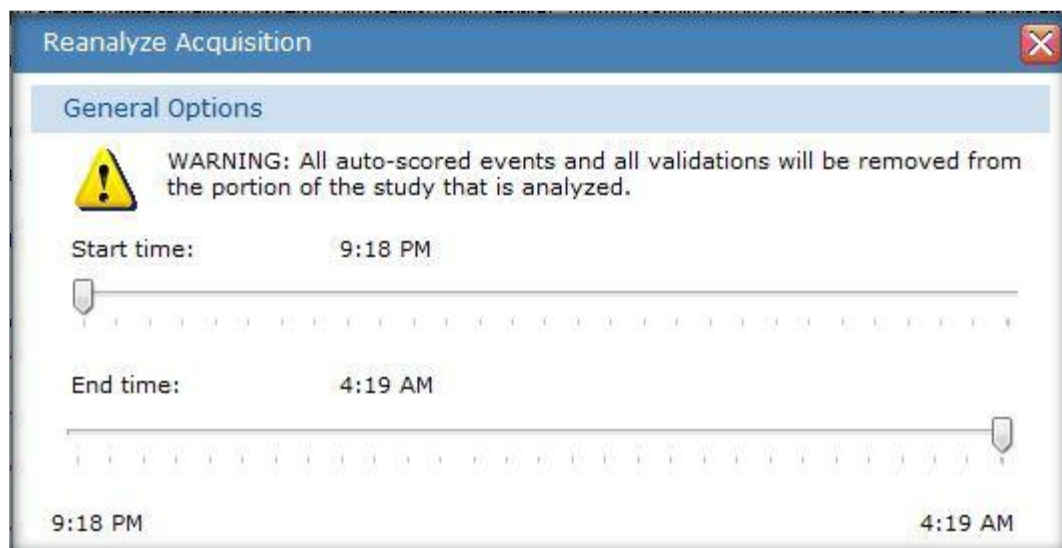 Reanalyze Acquisition
General Options
WARNING: All auto-scored events and all validations will be removed from
the portion of the study that is analyzed.
Start time: 9:18 PM
End time: 4:19 AM
9:18 PM 4:19 AM